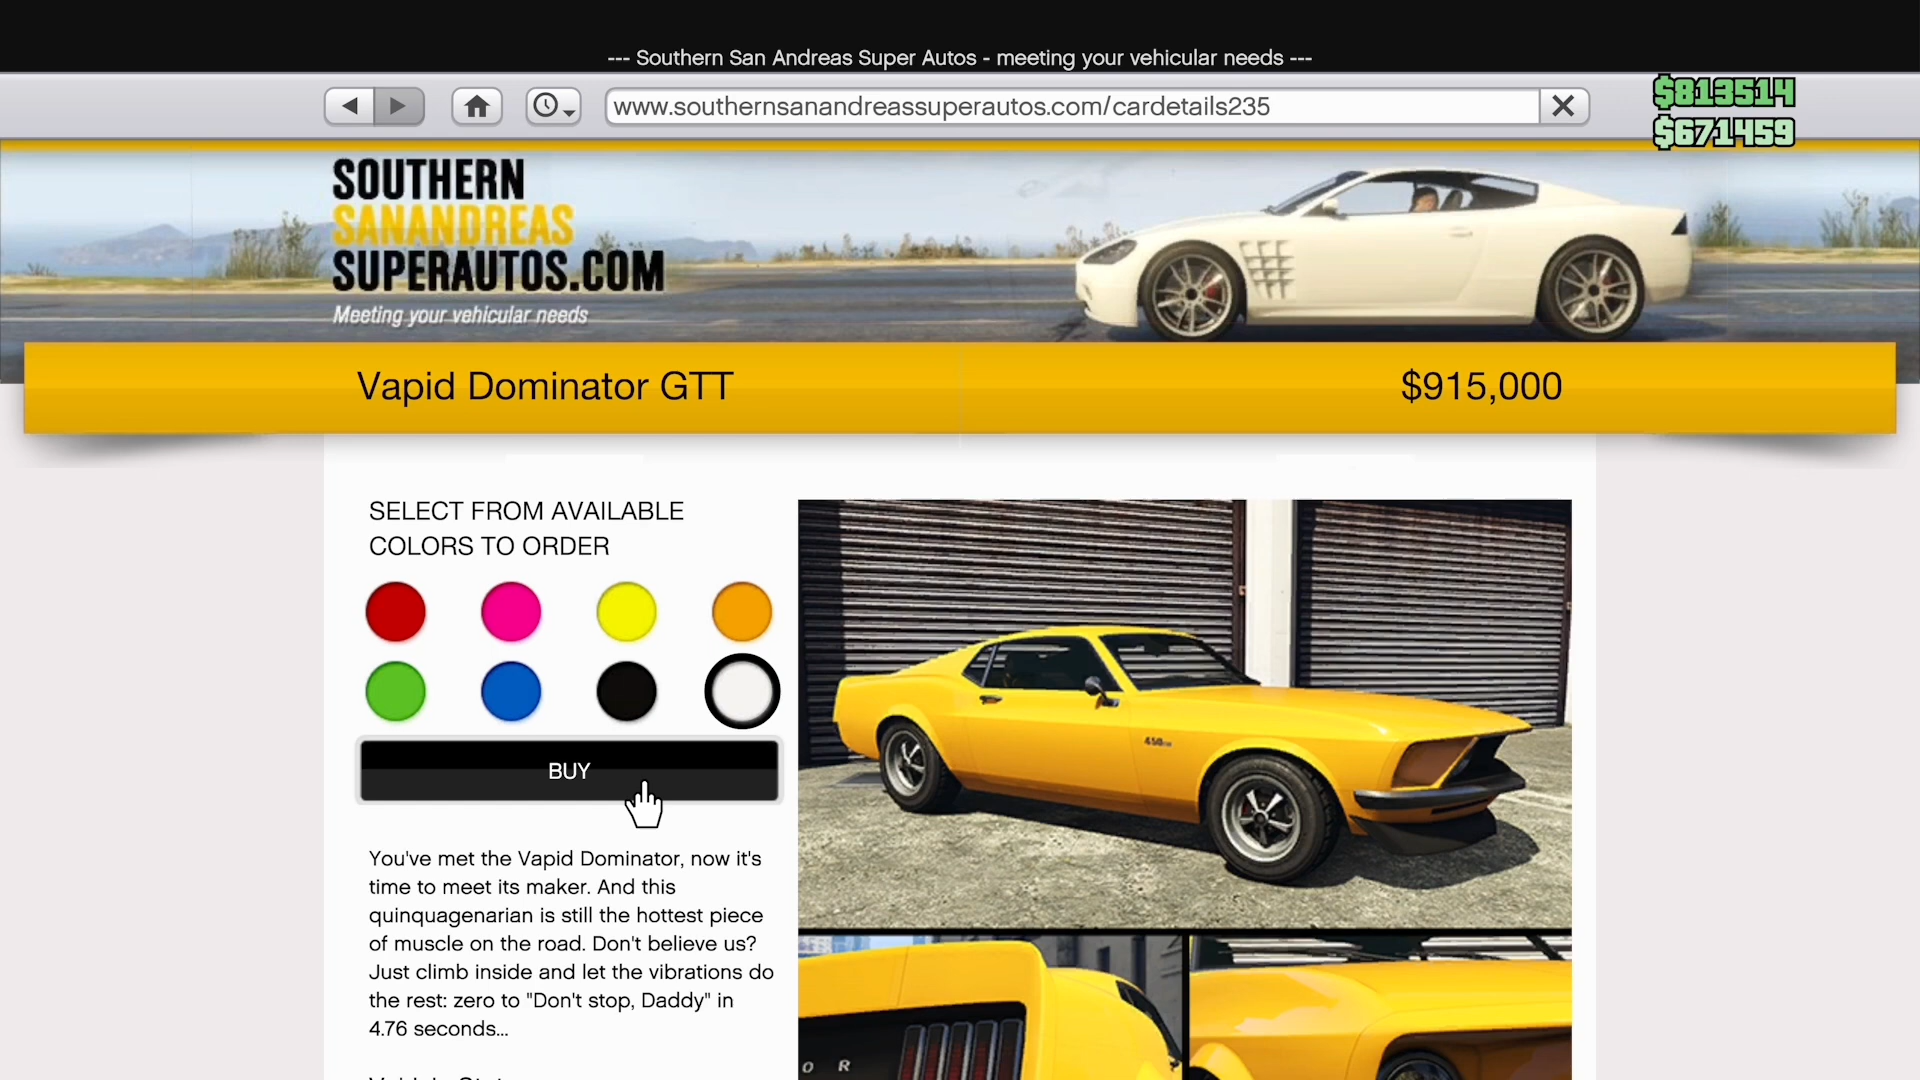 --- Southern San Andreas Super Autos - meeting your vehicular needs ---
www.southernsanandreassuperautos.com/cardetails235
$813514
$671459
SOUTHERN
SANANDREAS
SUPERAUTOS.COM
Meeting your vehicular needs
Vapid Dominator GTT
$915,000
SELECT FROM AVAILABLE
COLORS TO ORDER
BUY
You've met the Vapid Dominator, now it's
time to meet its maker. And this
quinquagenarian is still the hottest piece
of muscle on the road. Don't believe us?
Just climb inside and let the vibrations do
the rest: zero to "Don't stop, Daddy" in
4.76 seconds...
O R